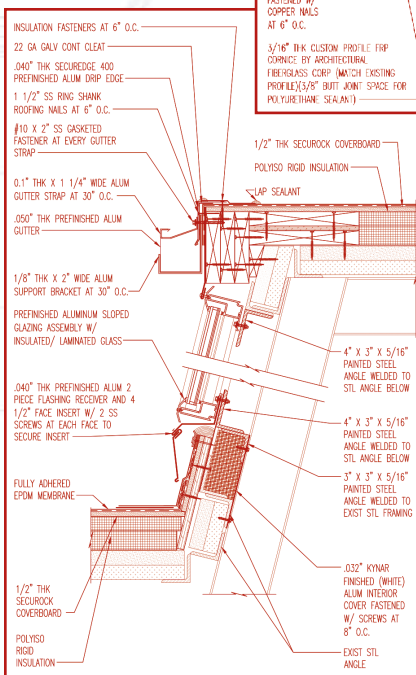 FASTENED W/
COPPER NAILS
AT 6" O.C.
3/16" THK CUSTOM PROFILE FRP
CORNICE BY ARCHITECTURAL
FIBERGLASS CORP (MATCH EXISTING
PROFILE)(3/8" BUTT JOINT SPACE FOR
POLYURETHANE SEALANT)
INSULATION FASTENERS AT 6" O.C.
22 GA GALV CONT CLEAT
.040" THK SECUREDGE 400
PREFINISHED ALUM DRIP EDGE
1 1/2" SS RING SHANK
ROOFING NAILS AT 6" O.C.
#10 X 2" SS GASKETED
FASTENER AT EVERY GUTTER
STRAP
0.1" THK X 1 1/4" WIDE ALUM
GUTTER STRAP AT 30" O.C.
.050" THK PREFINISHED ALUM
GUTTER
1/8" THK X 2" WIDE ALUM
SUPPORT BRACKET AT 30" O.C.
PREFINISHED ALUMINUM SLOPED
GLAZING ASSEMBLY W/
INSULATED/ LAMINATED GLASS
.040" THK PREFINISHED ALUM 2
PIECE FLASHING RECEIVER AND 4
1/2" FACE INSERT W/ 2 SS
SCREWS AT EACH FACE TO
SECURE INSERT
FULLY ADHERED
EPDM MEMBRANE
1/2" THK
SECUROCK
COVERBOARD
POLYISO
RIGID
INSULATION
1/2" THK SECUROCK COVERBOARD
POLYISO RIGID INSULATION
LAP SEALANT
4" X 3" X 5/16"
PAINTED STEEL
ANGLE WELDED TO
STL ANGLE BELOW
4" X 3" X 5/16"
PAINTED STEEL
ANGLE WELDED TO
STL ANGLE BELOW
3" X 3" X 5/16"
PAINTED STEEL
ANGLE WELDED TO
EXIST STL FRAMING
.032" KYNAR
FINISHED (WHITE)
ALUM INTERIOR
COVER FASTENED
W/ SCREWS AT
8" O.C.
EXIST STL
ANGLE